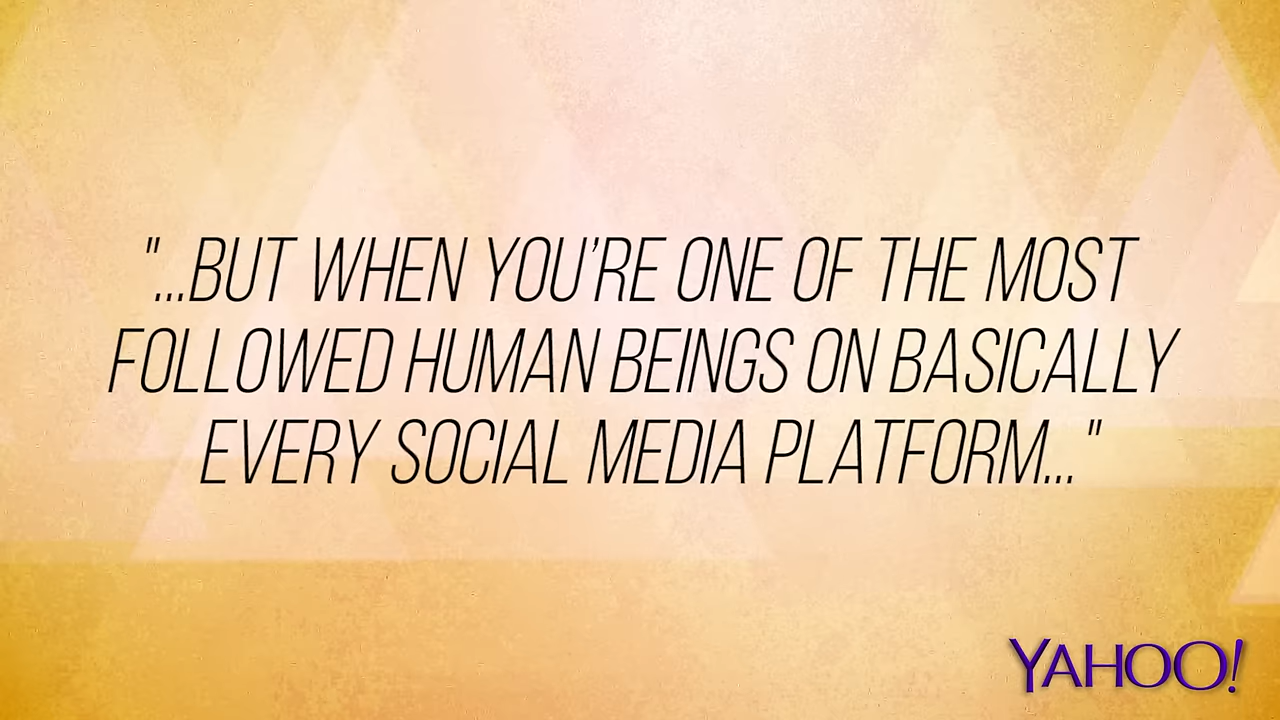 "...BUT WHEN YOU’RE ONE OF THE MOST
FOLLOWED HUMAN BEINGS ON BASICALLY
EVERY SOCIAL MEDIA PLATFORM..."
YAHOO!